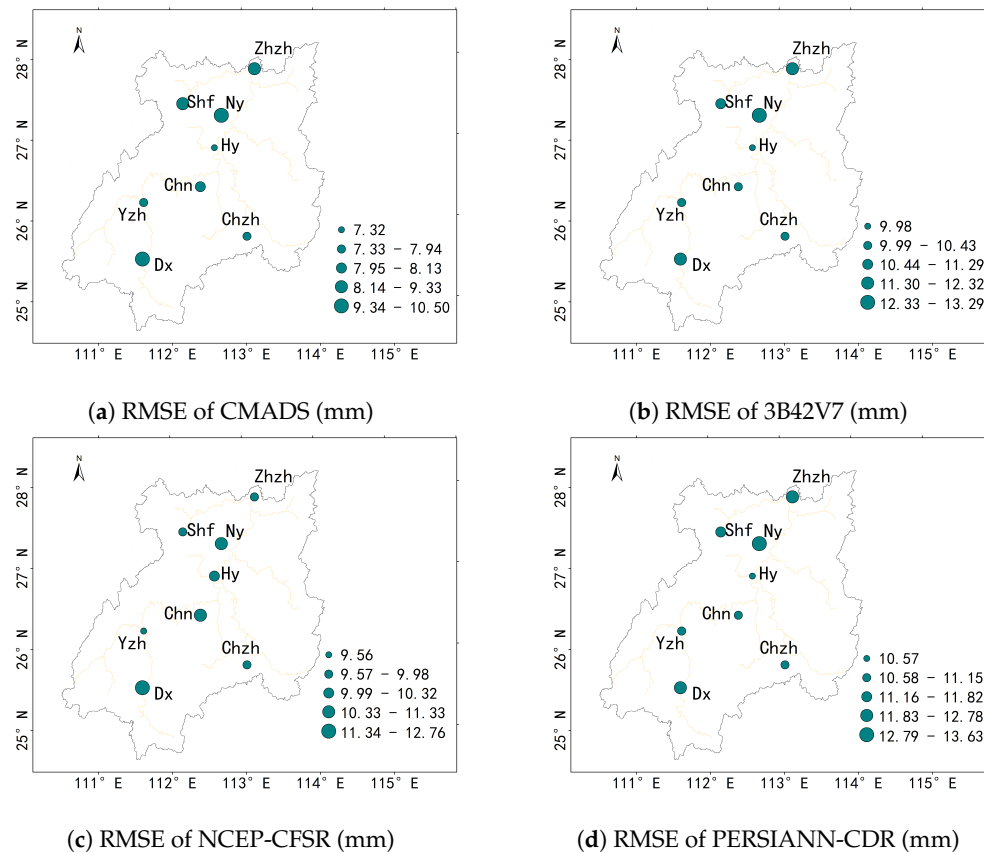 N
N
28° N
27° N
26° N
25° N
Zhzh
Shf Ny
Hy
Chn
Yzh
Chzh
Dx
7.32
7.33 - 7.94
7.95 - 8.13
8.14 - 9.33
9.34 - 10.50
111° E 112° E 113° E 114° E 115° E
28° N
27° N
26° N
25° N
Zhzh
Shf Ny
Hy
Chn
Yzh
Chzh
Dx
9.98
9.99 - 10.43
10.44 - 11.29
11.30 - 12.32
12.33 - 13.29
111° E 112° E 113° E 114° E 115° E
(a) RMSE of CMADS (mm)
(b) RMSE of 3B42V7 (mm)
N
N
28° N
27° N
26° N
25° N
Zhzh
Shf Ny
Hy
Chn
Yzh
Chzh
Dx
9.56
9.57 - 9.98
9.99 - 10.32
10.33 - 11.33
11.34 - 12.76
111° E 112° E 113° E 114° E 115° E
28° N
27° N
26° N
25° N
Zhzh
Shf Ny
Hy
Chn
Yzh
Chzh
Dx
10.57
10.58 - 11.15
11.16 - 11.82
11.83 - 12.78
12.79 - 13.63
111° E 112° E 113° E 114° E 115° E
(c) RMSE of NCEP-CFSR (mm)
(d) RMSE of PERSIANN-CDR (mm)